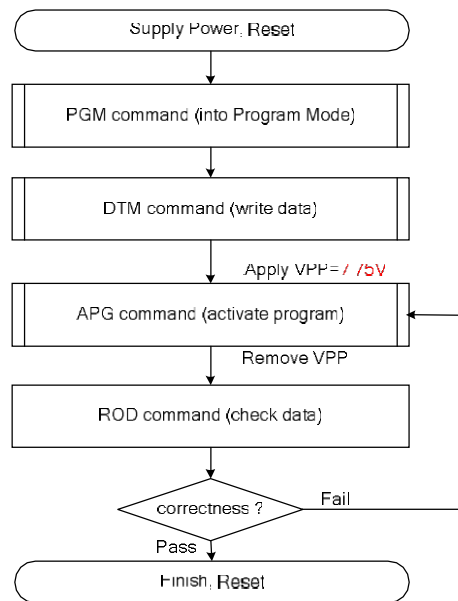 Supply Power, Reset
PGM command (into Program Mode)
DTM command (write data)
Apply VPP=7.75V
APG command (activate program)
Remove VPP
ROD command (check data)
correctness ?
Fail
Pass
Finish, Reset